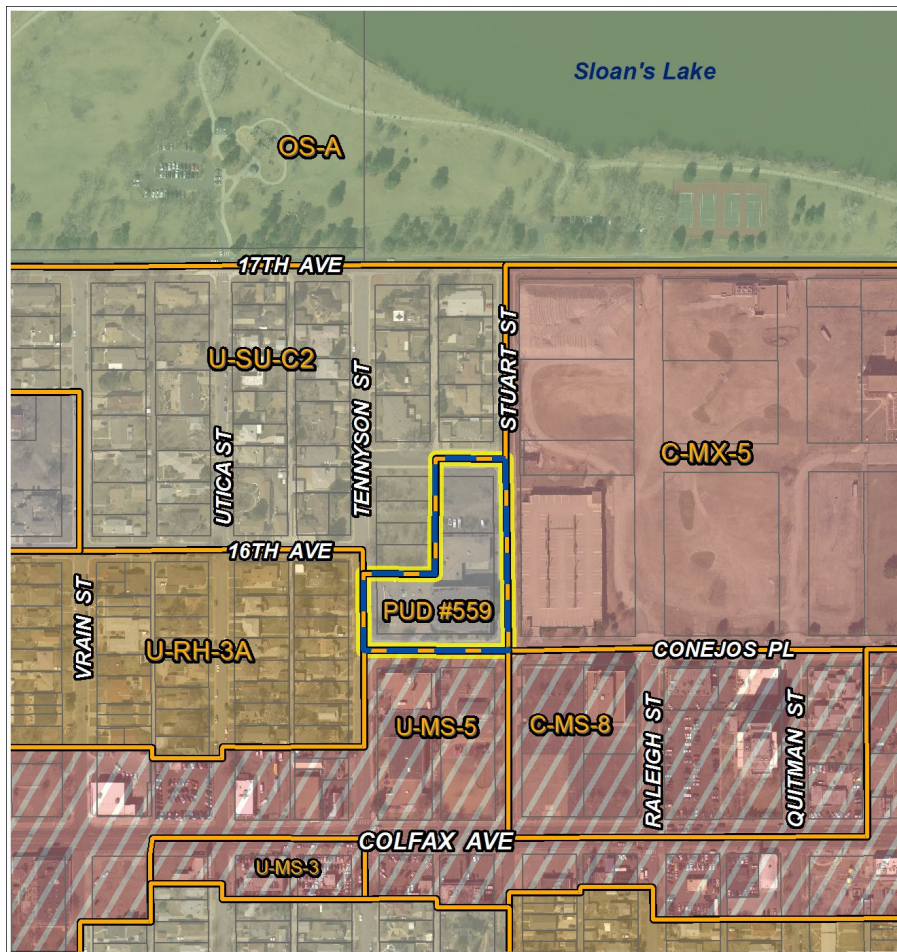 Sloan's Lake
OS-A
17TH AVE
STUART ST
U-SU-C2
TENNYSON ST
UTICA ST
C-MX-5
16TH AVE
VRAIN ST
PUD #559
U-RH-3A
CONEJOS PL
U-MS-5
C-MS-8
RALEIGH ST
QUITMAN ST
COLFAX AVE
U-MS-3